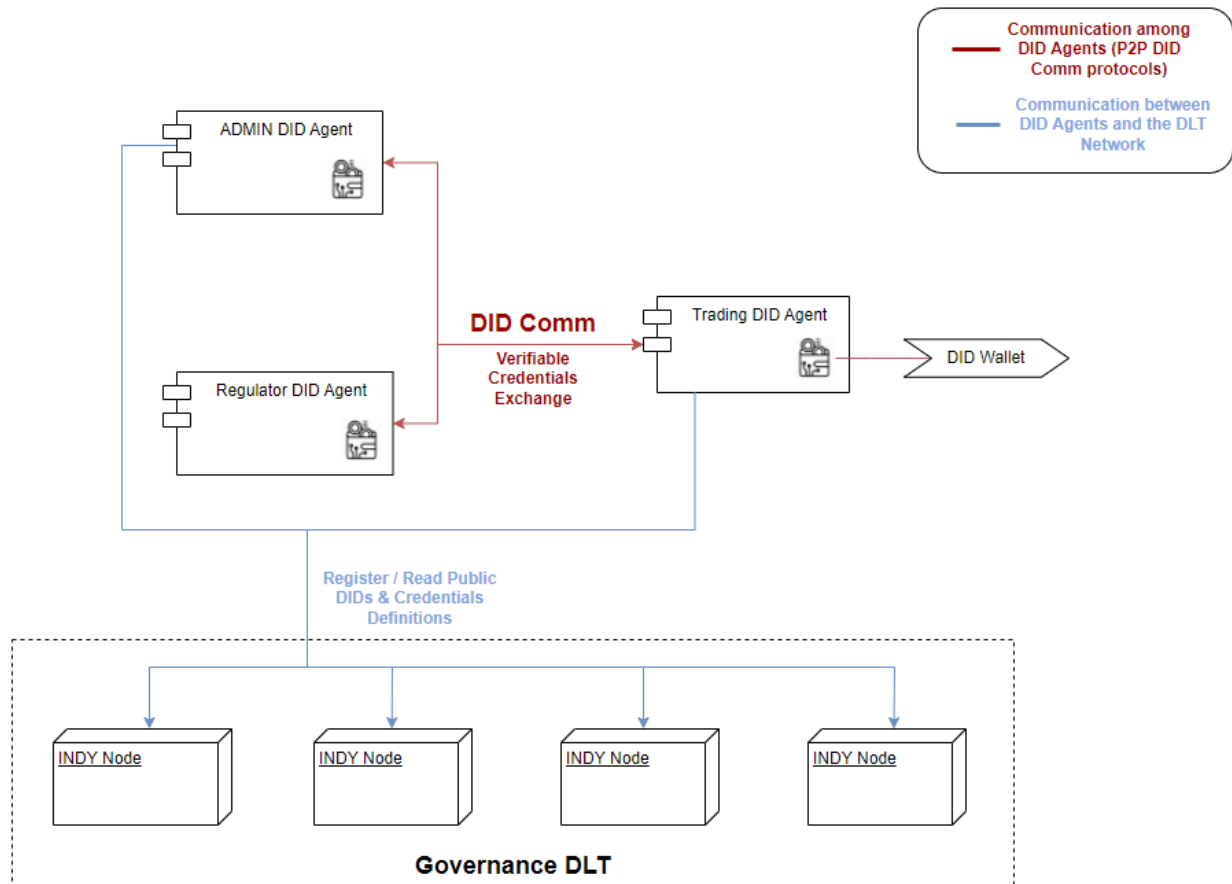 Communication among
DID Agents (P2P DID
Comm protocols)
Communication between
DID Agents and the DLT
Network
ADMIN DID Agent
Trading DID Agent
DID Comm
Verifiable
Credentials
Exchange
DID Wallet
Regulator DID Agent
Register / Read Public
DIDs & Credentials
Definitions
INDY Node
INDY Node
INDY Node
INDY Node
Governance DLT